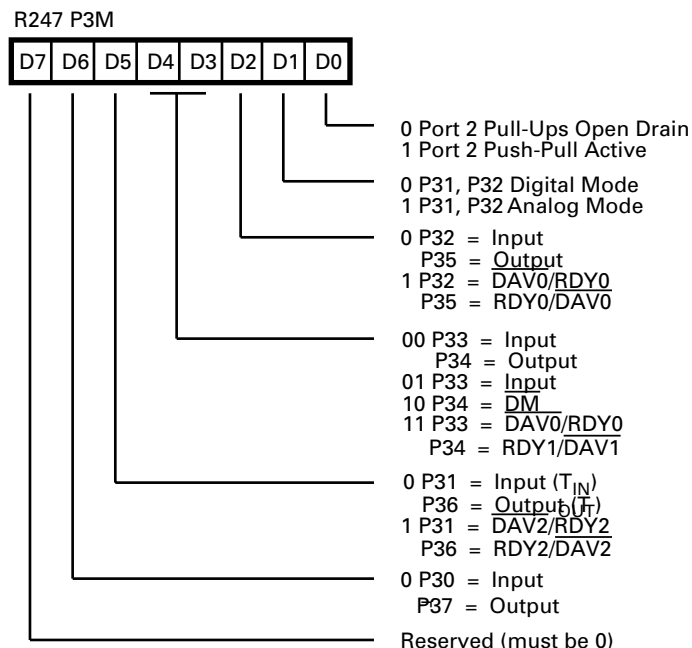 R247 P3M
D7 D6 D5 D4 D3 D2 D1 D0
0 Port 2 Pull-Ups Open Drain
1 Port 2 Push-Pull Active
0 P31, P32 Digital Mode
1 P31, P32 Analog Mode
0 P32 = Input
P35 = Output
1 P32 = DAV0/RDY0
P35 = RDY0/DAV0
00 P33 = Input
P34 = Output
01 P33 = Input
10 P34 = DM
11 P33 = DAV0/RDY0
P34 = RDY1/DAV1
0 P31 = Input (TIN)
P36 = Output (TOUT)
1 P31 = DAV2/RDY2
P36 = RDY2/DAV2
0 P30 = Input
P37 = Output
Reserved (must be 0)